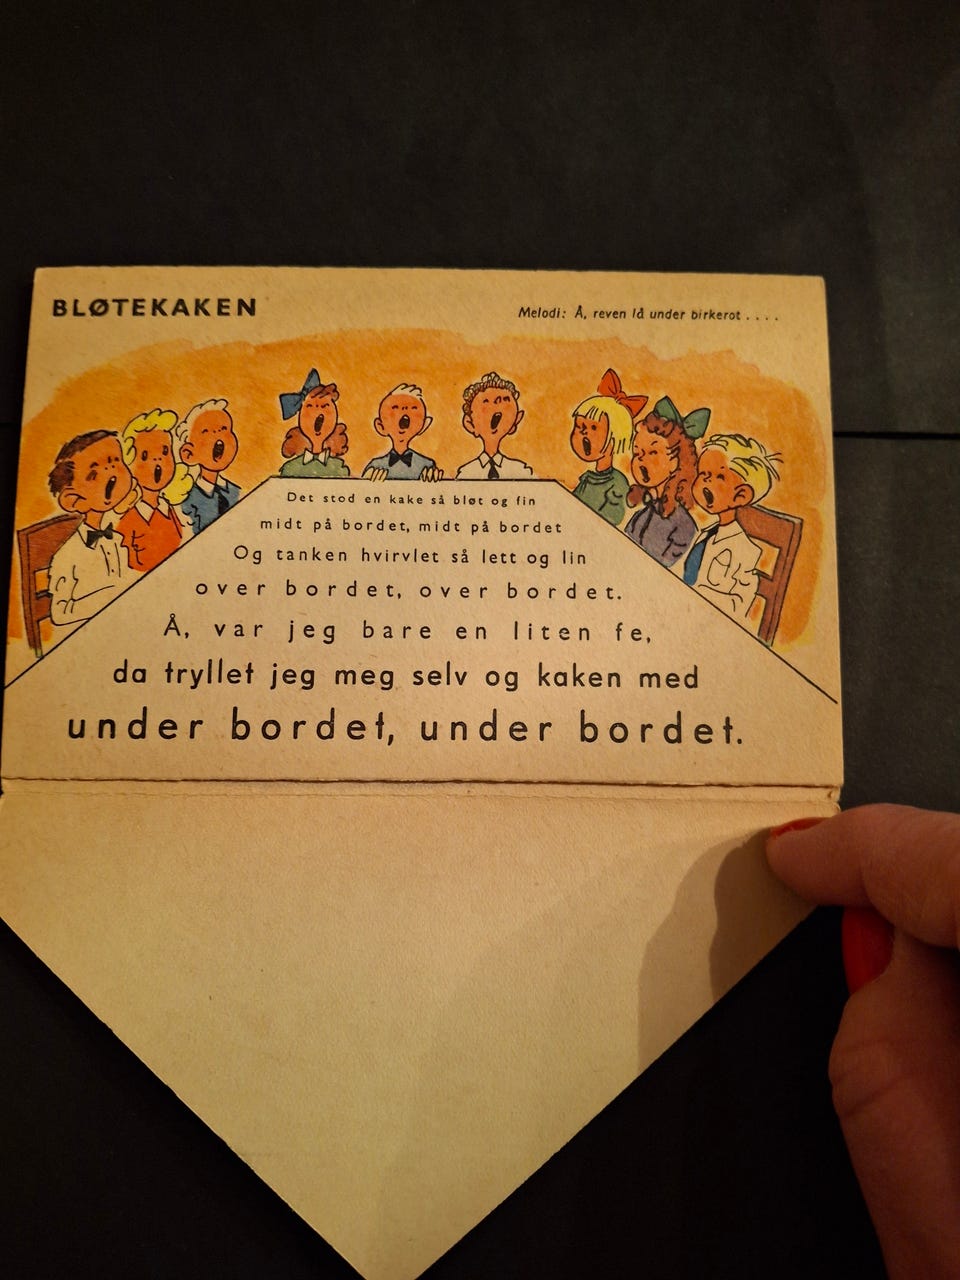 BLØTEKAKEN
Melodi: Å, reven lå under birkerot . . . .
Det stod en kake så bløt og fin
midt på bordet, midt på bordet
Og tanken hvirvlet så lett og lin
over bordet, over bordet.
Å, var jeg bare en liten fe,
da tryllet jeg meg selv og kaken med
under bordet, under bordet.